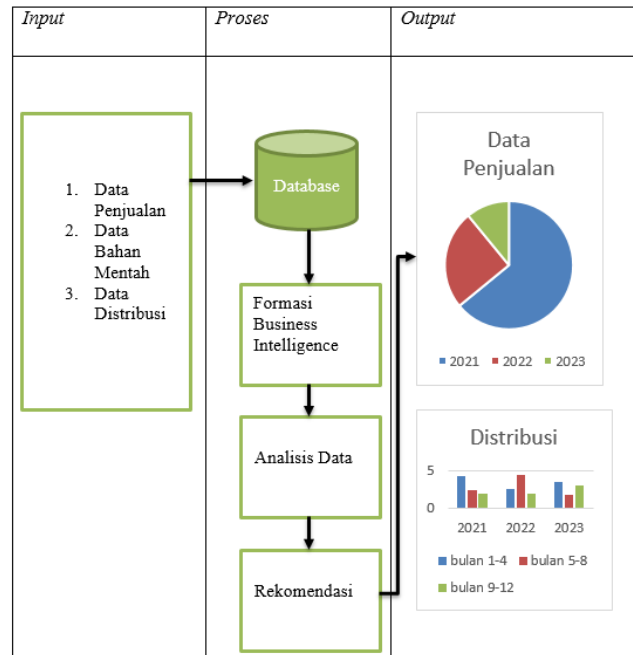 Input
Proses
Output
1. Data
Penjualan
2. Data
Bahan
Mentah
3. Data
Distribusi
Database
Formasi
Business
Intelligence
Analisis Data
Rekomendasi
Data
Penjualan
2021 2022 2023
Distribusi
5
0
2021 2022 2023
bulan 1-4 bulan 5-8
bulan 9-12